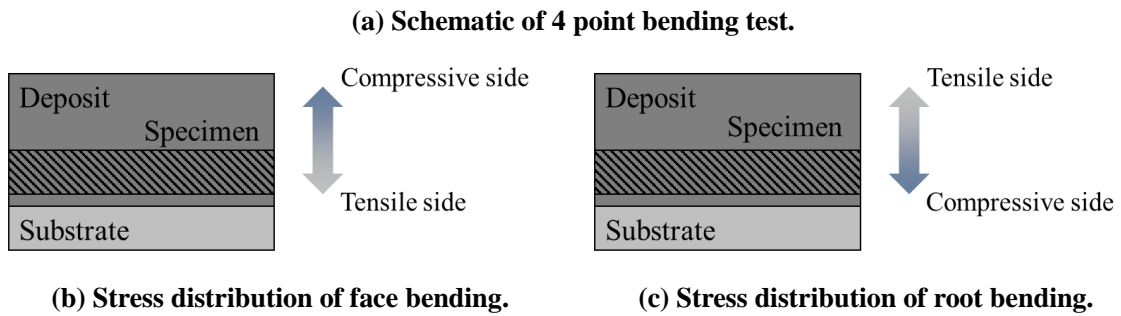 (a) Schematic of 4 point bending test.
Compressive side
Deposit
Specimen
Tensile side
Substrate
(b) Stress distribution of face bending.
Tensile side
Deposit
Specimen
Compressive side
Substrate
(c) Stress distribution of root bending.